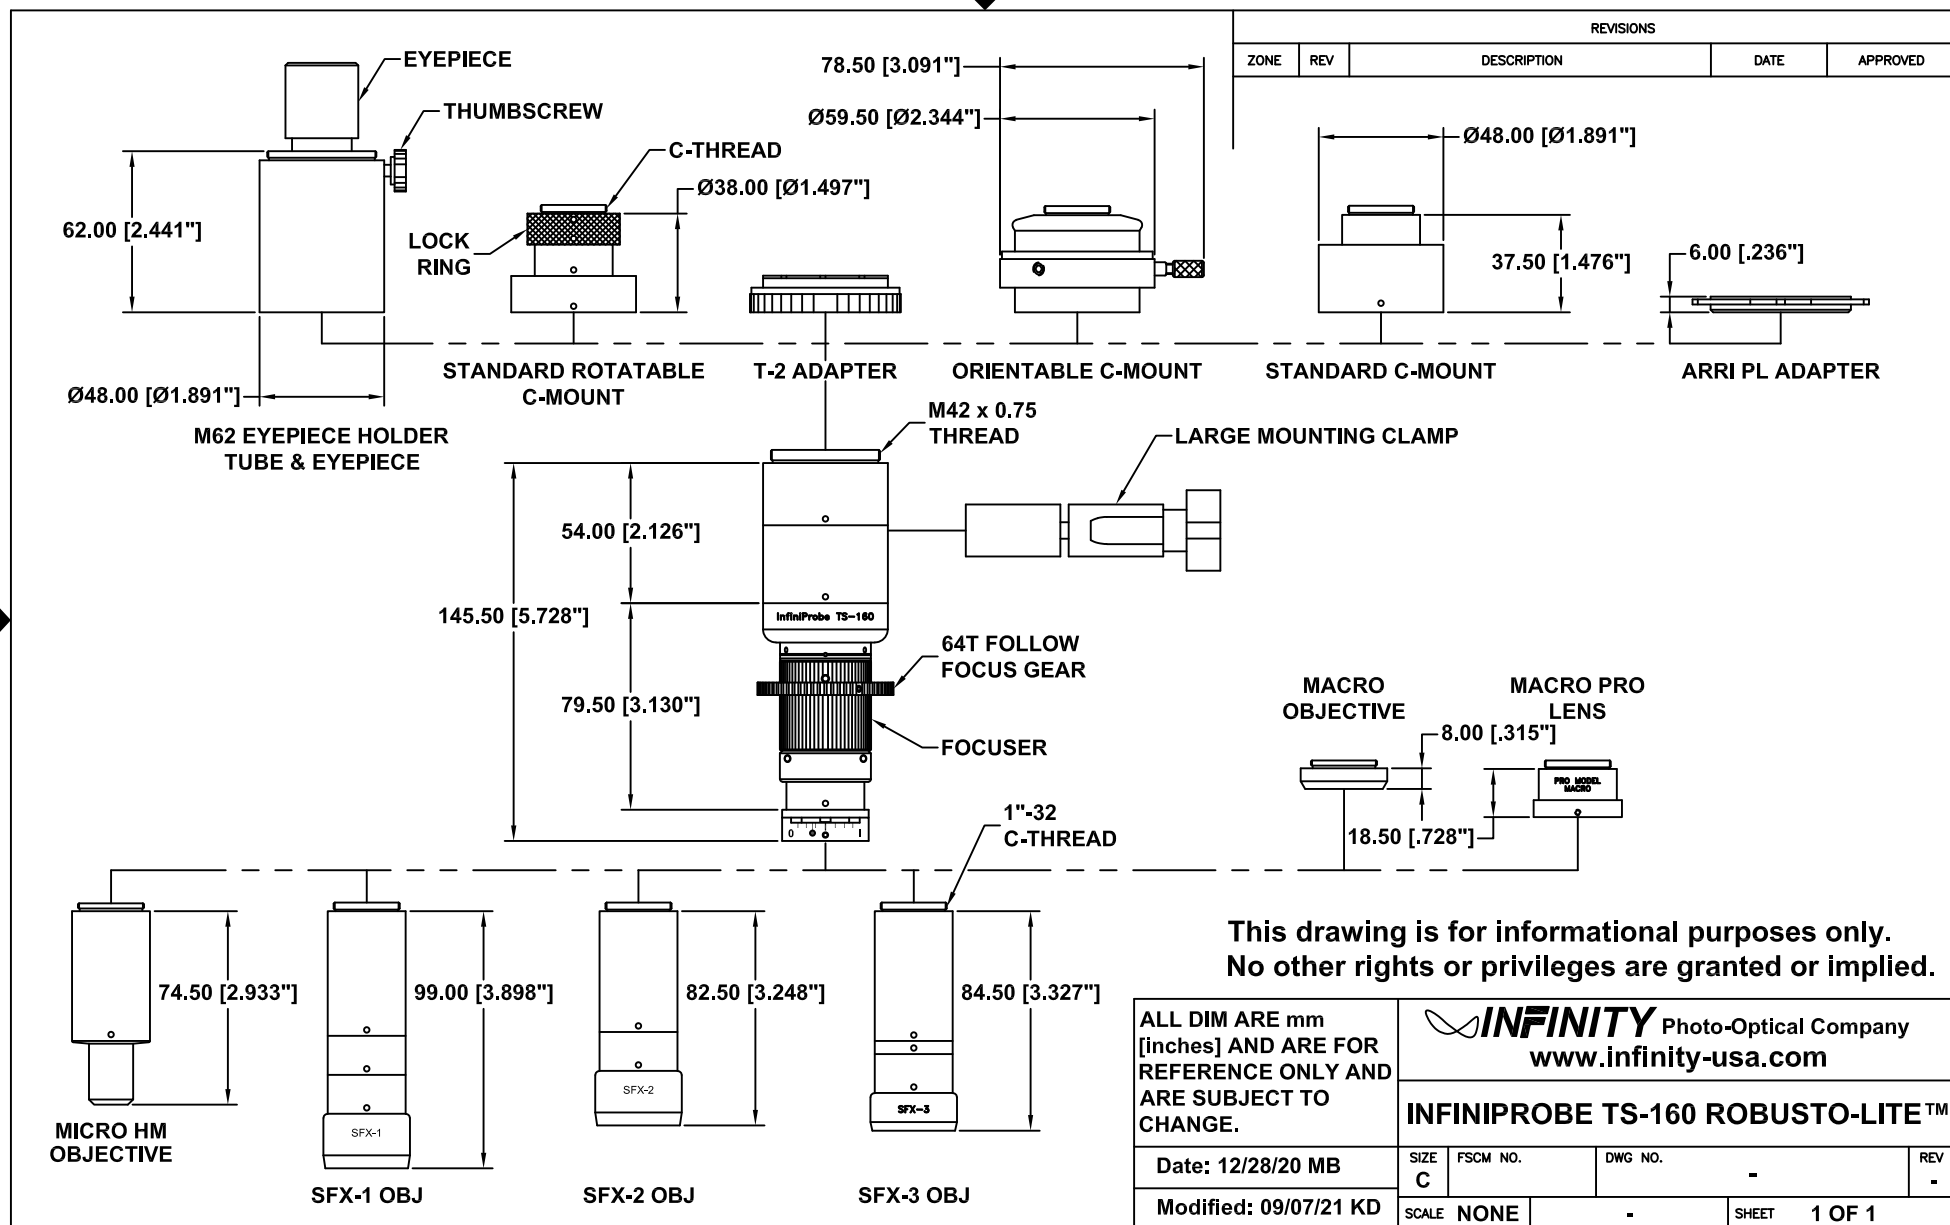 REVISIONS
ZONE REV DESCRIPTION DATE APPROVED
EYEPIECE
THUMBSCREW
62.00 [2.441"]
Ø48.00 [Ø1.891"]
M62 EYEPIECE HOLDER
TUBE & EYEPIECE
C-THREAD
Ø38.00 [Ø1.497"]
LOCK
RING
STANDARD ROTATABLE
C-MOUNT
T-2 ADAPTER
78.50 [3.091"]
Ø59.50 [Ø2.344"]
ORIENTABLE C-MOUNT
Ø48.00 [Ø1.891"]
37.50 [1.476"]
STANDARD C-MOUNT
6.00 [.236"]
ARRI PL ADAPTER
M42 x 0.75
THREAD
LARGE MOUNTING CLAMP
54.00 [2.126"]
145.50 [5.728"]
InfiniProbe TS-160
64T FOLLOW
FOCUS GEAR
79.50 [3.130"]
FOCUSER
0 1
1"-32
C-THREAD
MACRO
OBJECTIVE
8.00 [.315"]
MACRO PRO
LENS
PRO MODEL
MACRO
18.50 [.728"]
74.50 [2.933"]
MICRO HM
OBJECTIVE
99.00 [3.898"]
SFX-1
SFX-1 OBJ
82.50 [3.248"]
SFX-2
SFX-2 OBJ
84.50 [3.327"]
SFX-3
SFX-3 OBJ
This drawing is for informational purposes only.
No other rights or privileges are granted or implied.
ALL DIM ARE mm
[inches] AND ARE FOR
REFERENCE ONLY AND
ARE SUBJECT TO
CHANGE.
Date: 12/28/20 MB
Modified: 09/07/21 KD
INFINITY Photo-Optical Company
www.infinity-usa.com
INFINIPROBE TS-160 ROBUSTO-LITE™
SIZE
C
FSCM NO.
DWG NO.
-
REV
-
SCALE NONE - SHEET 1 OF 1